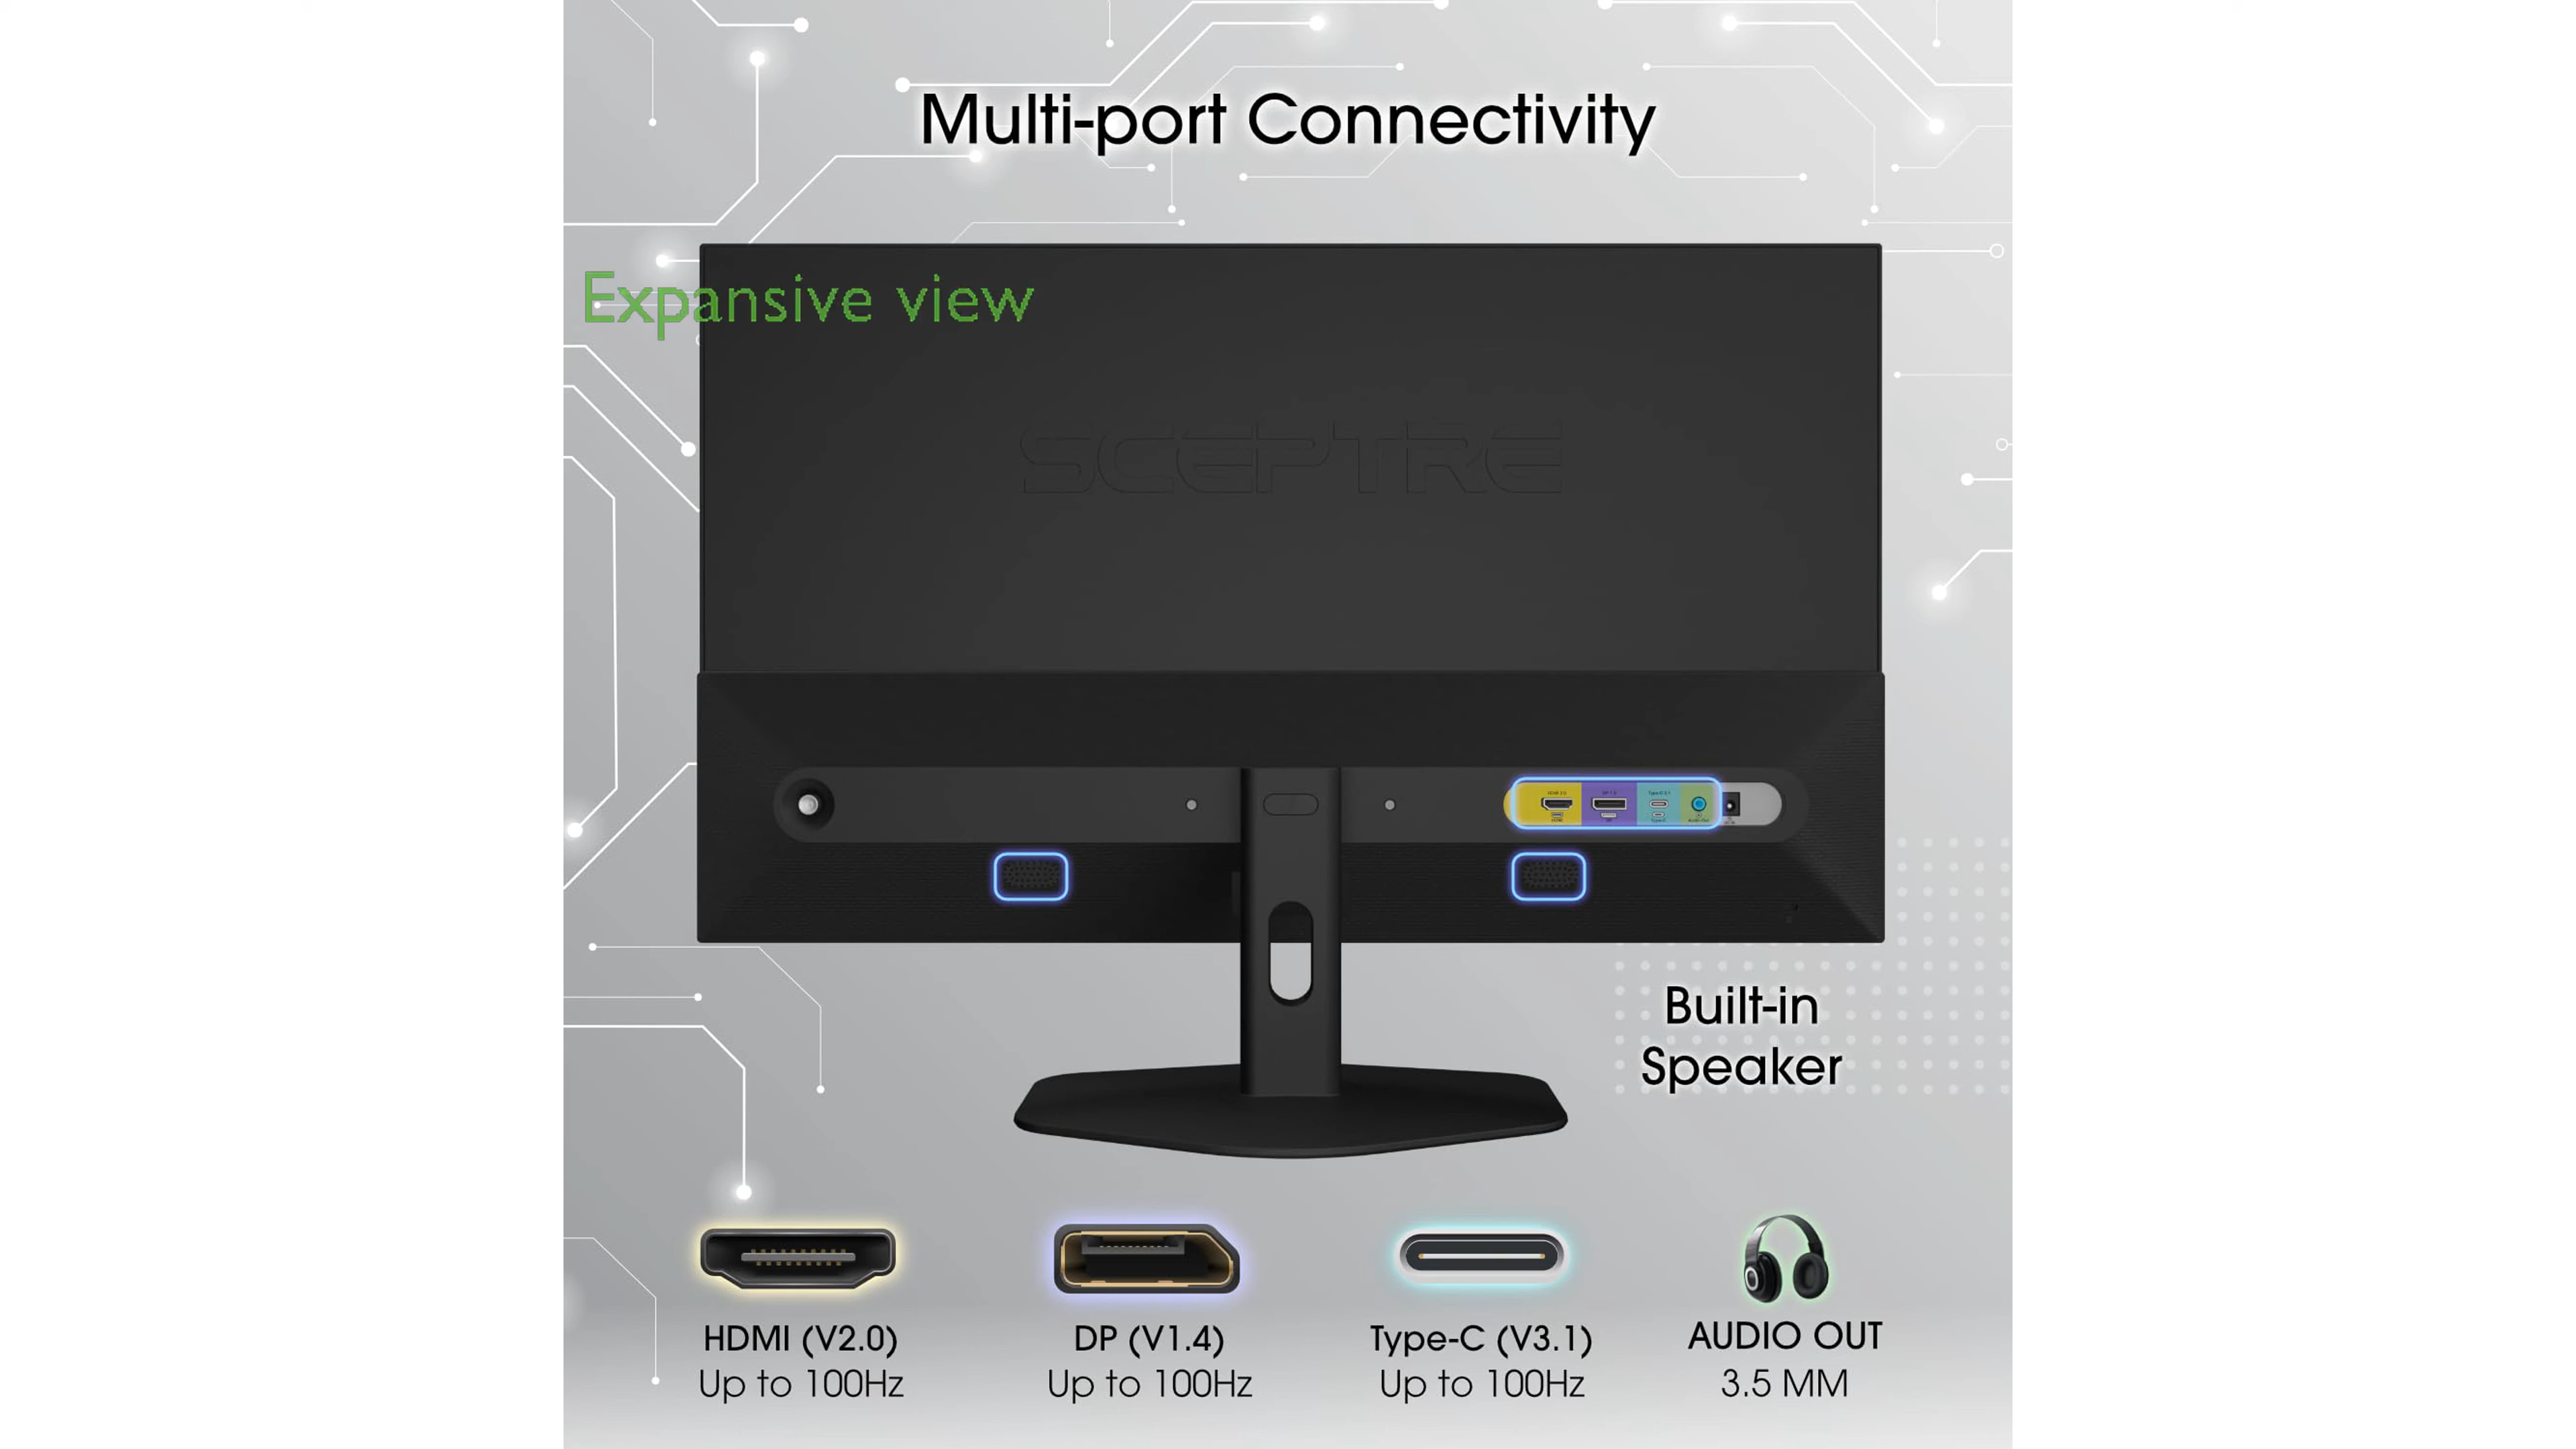 Multi-port Connectivity
Expansive view
SCEPTRE
Built-in
Speaker
HDMI (V2.0)
Up to 100Hz
DP (V1.4)
Up to 100Hz
Type-C (V3.1)
Up to 100Hz
AUDIO OUT
3.5 MM